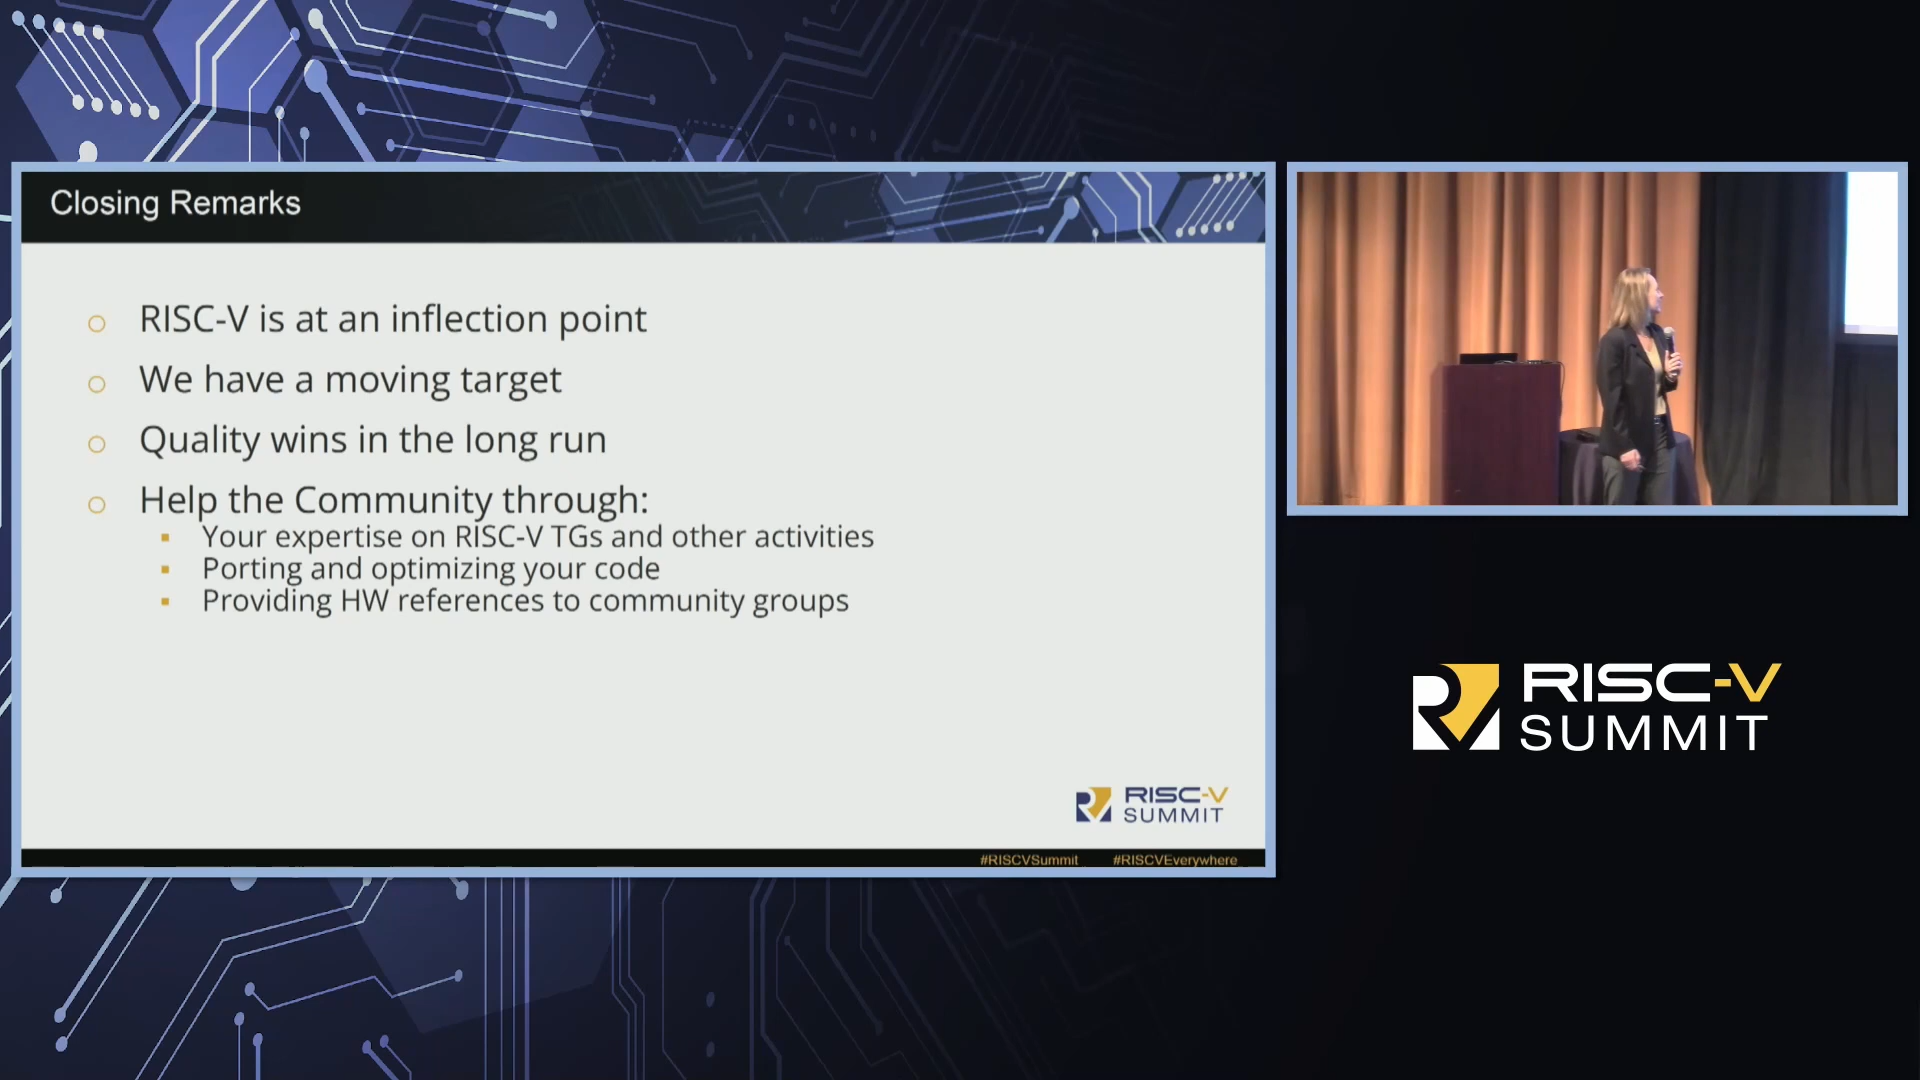 Closing Remarks
RISC-V is at an inflection point
We have a moving target
Quality wins in the long run
Help the Community through:
Your expertise on RISC-V TGs and other activities
Porting and optimizing your code
Providing HW references to community groups
RISC-V
SUMMIT
#RISCVSummit #RISCVEverywhere
RISC-V
SUMMIT